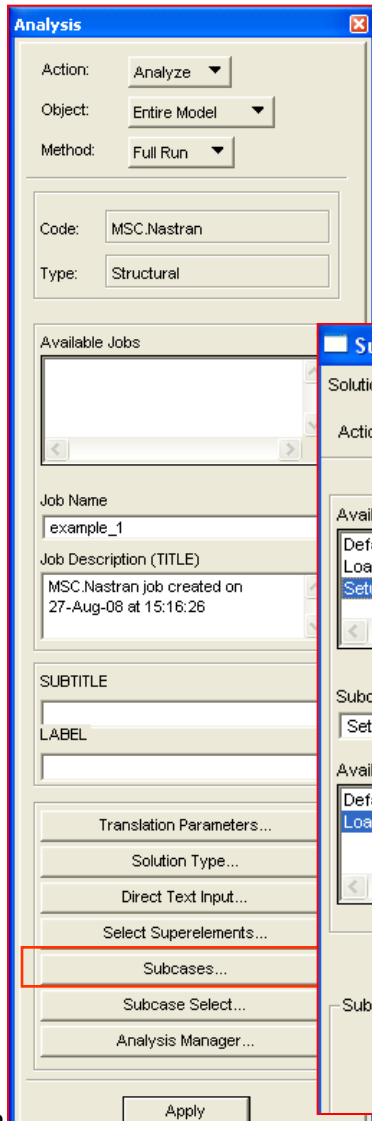 Analysis
Action: Analyze
Object: Entire Model
Method: Full Run
Code: MSC.Nastran
Type: Structural
Available Jobs
Job Name
example_1
Job Description (TITLE)
MSC.Nastran job created on
27-Aug-08 at 15:16:26
SUBTITLE
LABEL
Translation Parameters...
Solution Type...
Direct Text Input...
Select Superelements...
Subcases...
Subcase Select...
Analysis Manager...
Apply